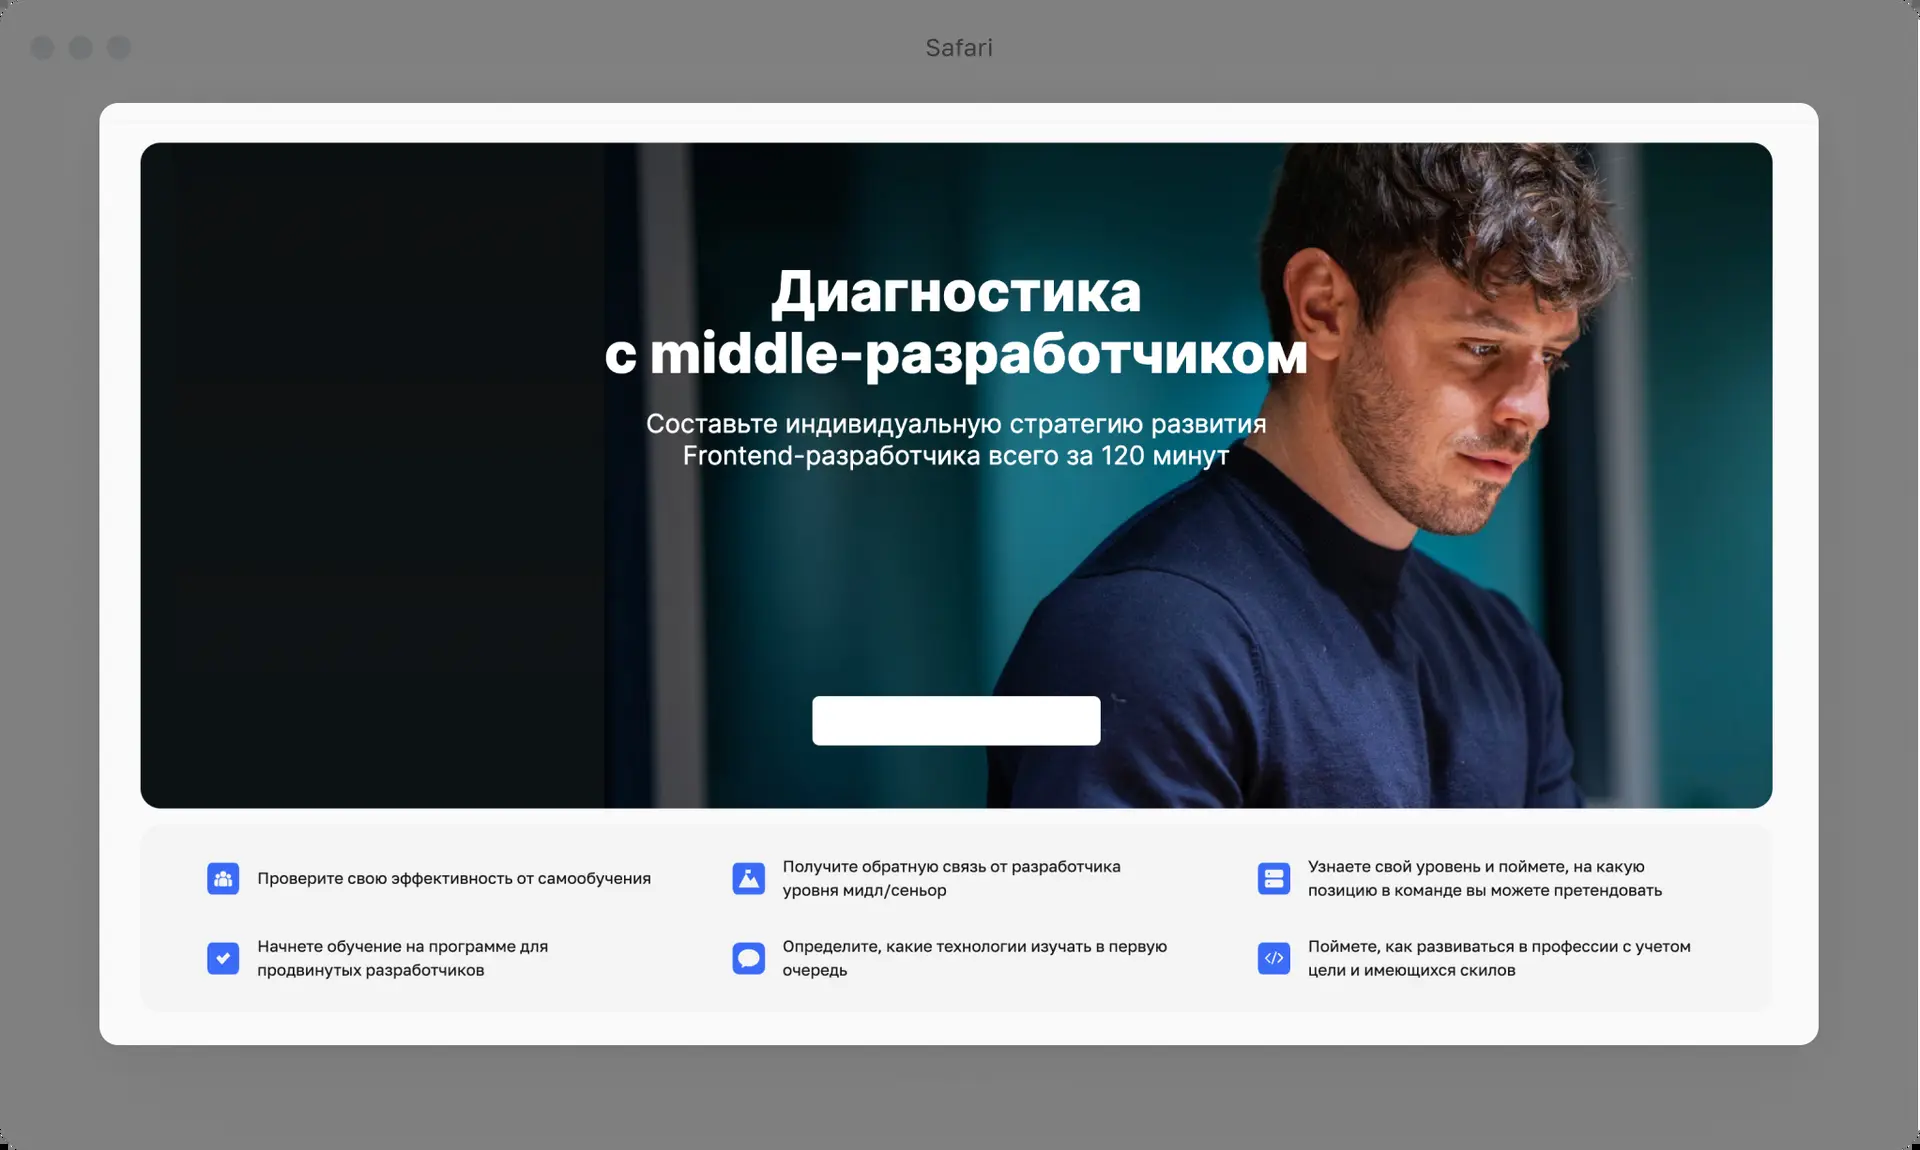 Safari
Диагностика
с middle-разработчиком
Составьте индивидуальную стратегию развития
Frontend-разработчика всего за 120 минут
Проверите свою эффективность от самообучения
Получите обратную связь от разработчика
уровня мидл/сеньор
Узнаете свой уровень и поймете, на какую
позицию в команде вы можете претендовать
Начнете обучение на программе для
продвинутых разработчиков
Определите, какие технологии изучать в первую
очередь
Поймете, как развиваться в профессии с учетом
цели и имеющихся скилов